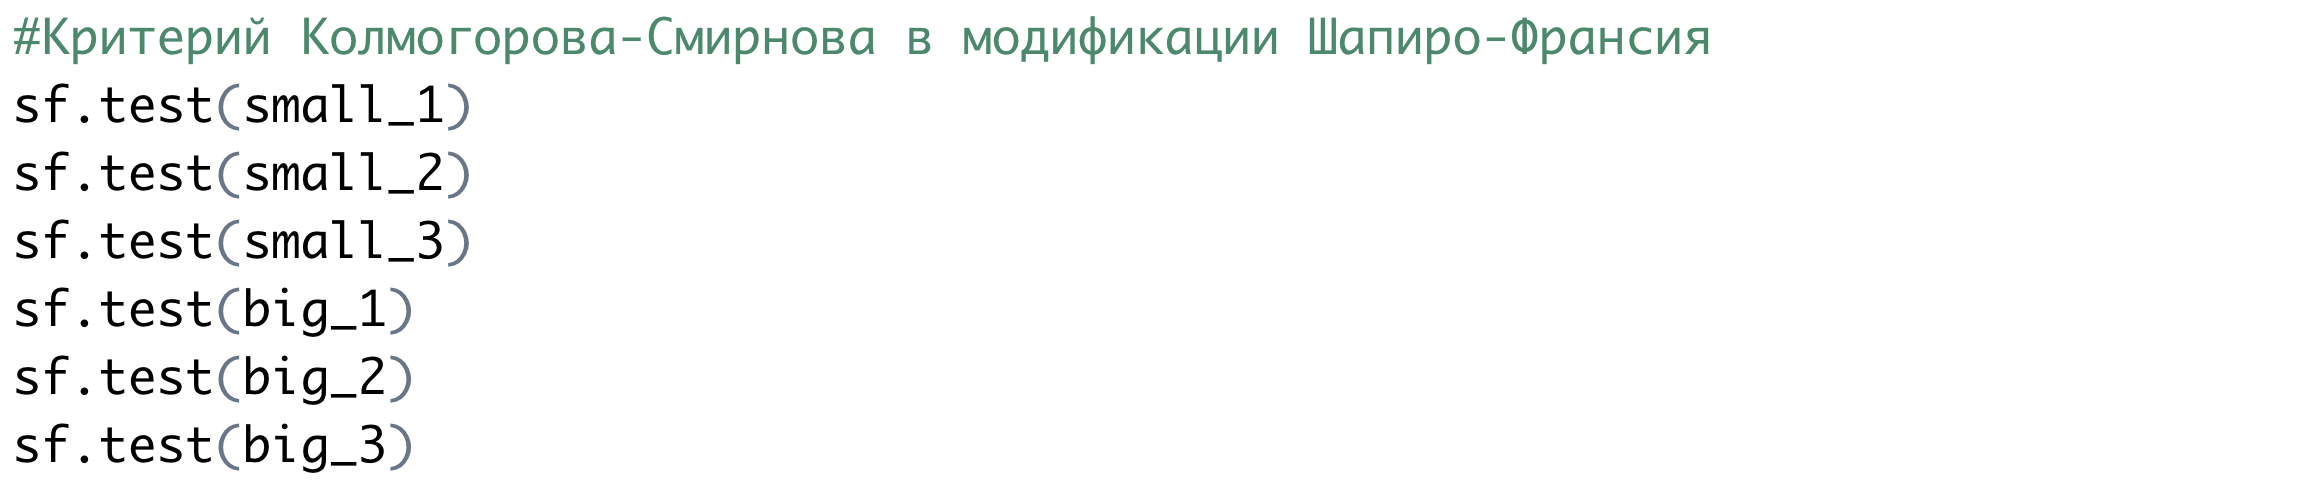 #Критерий Колмогорова-Смирнова в модификации Шапиро-Франсия
sf.test(small_1)
sf.test(small_2)
sf.test(small_3)
sf.test(big_1)
sf.test(big_2)
sf.test(big_3)